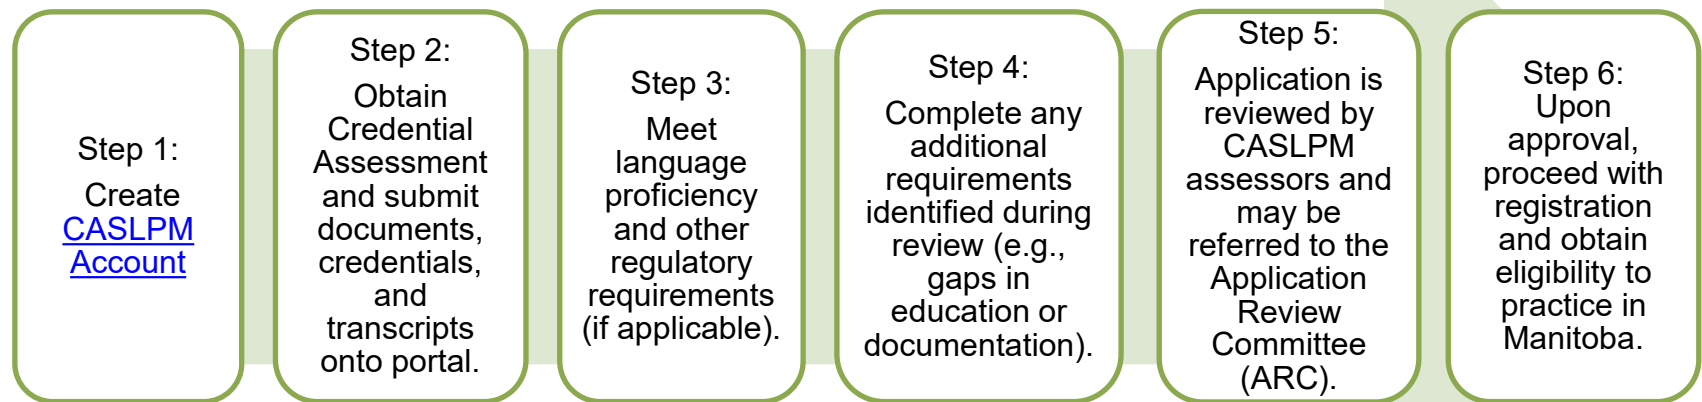 Step 1:
Create
CASLPM
Account
Step 2:
Obtain
Credential
Assessment
and submit
documents,
credentials,
and
transcripts
onto portal.
Step 3:
Meet
language
proficiency
and other
regulatory
requirements
(if applicable).
Step 4:
Complete any
additional
requirements
identified during
review (e.g.,
gaps in
education or
documentation).
Step 5:
Application is
reviewed by
CASLPM
assessors and
may be
referred to the
Application
Review
Committee
(ARC).
Step 6:
Upon
approval,
proceed with
registration
and obtain
eligibility to
practice in
Manitoba.